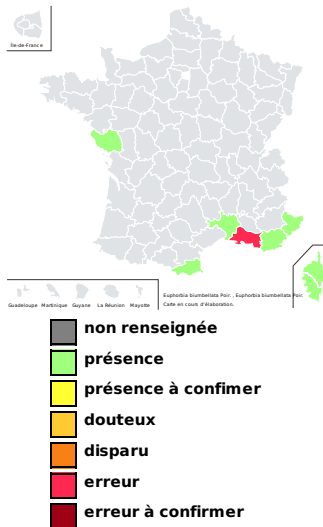 Île-de-France
Guadeloupe Martinique Guyane La Réunion Mayotte
Euphorbia biumbellata Poir. , Euphorbia biumbellata Poir.
Carte en cours d'élaboration.
non renseignée
présence
présence à confimer
douteux
disparu
erreur
erreur à confirmer